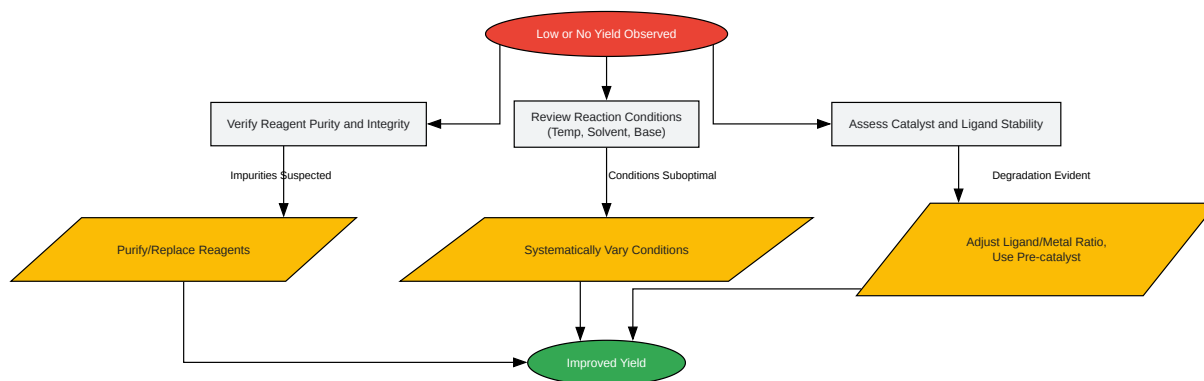 Low or No Yield Observed
Verify Reagent Purity and Integrity
Review Reaction Conditions
(Temp, Solvent, Base)
Assess Catalyst and Ligand Stability
Impurities Suspected
Conditions Suboptimal
Degradation Evident
Purify/Replace Reagents
Systematically Vary Conditions
Adjust Ligand/Metal Ratio,
Use Pre-catalyst
Improved Yield